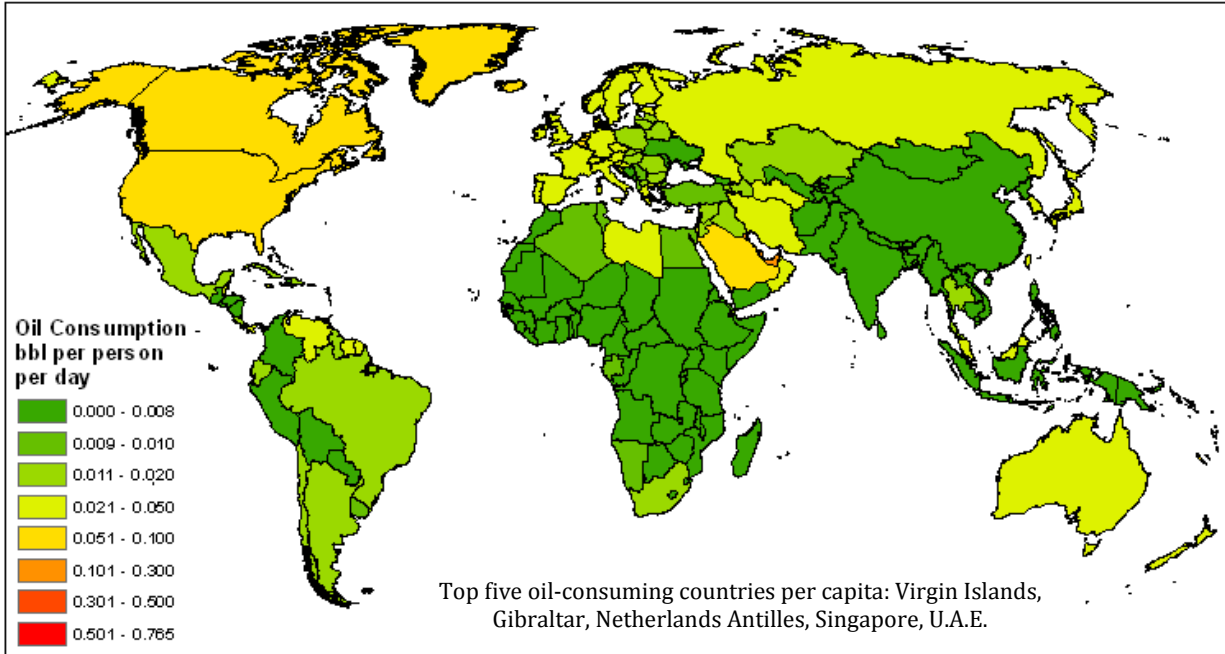 Oil Consumption
bbl per person
per day
0.000 - 0.008
0.009 - 0.010
0.011 - 0.020
0.021 - 0.050
0.051 - 0.100
0.101 - 0.300
0.301 - 0.500
0.501 - 0.765
Top five oil-consuming countries per capita: Virgin Islands,
Gibraltar, Netherlands Antilles, Singapore, U.A.E.